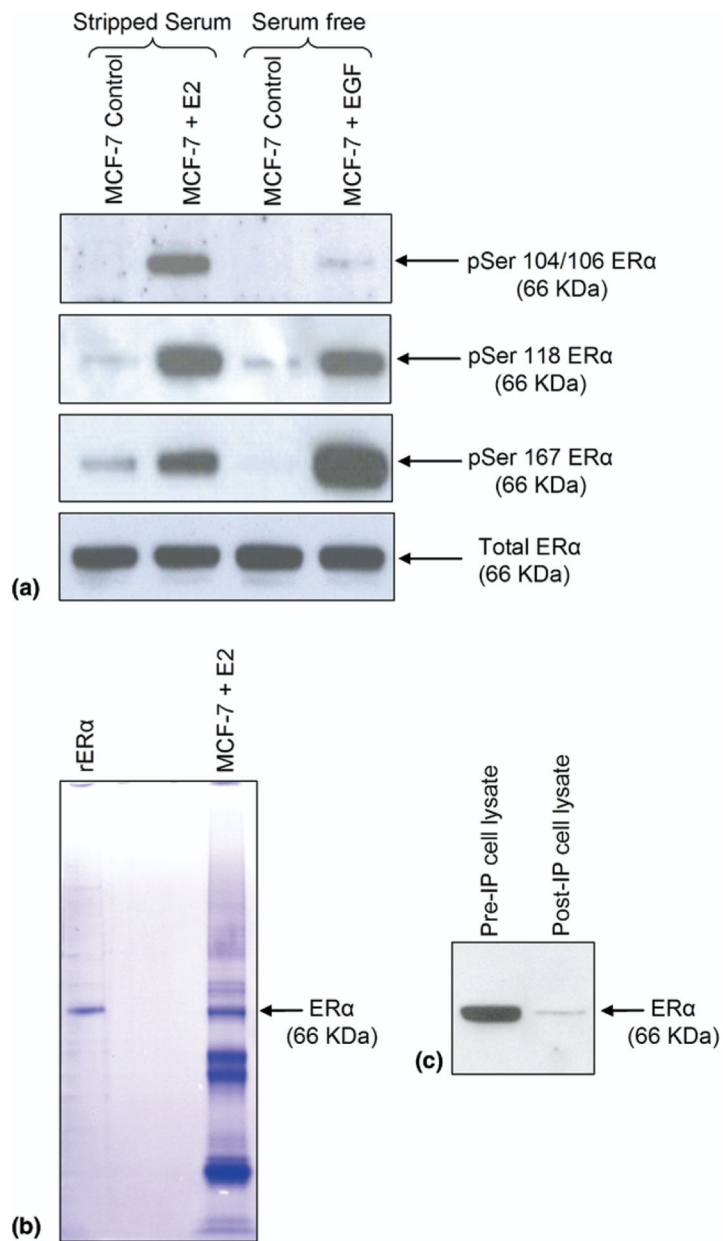 Stripped Serum
Serum free
MCF-7 Control
MCF-7 + E2
MCF-7 Control
MCF-7 + EGF
pSer 104/106 ERα
(66 KDa)
pSer 118 ERα
(66 KDa)
pSer 167 ERα
(66 KDa)
Total ERα
(66 KDa)
(a)
rERα
MCF-7 + E2
ERα
(66 KDa)
(b)
Pre-IP cell lysate
Post-IP cell lysate
ERα
(66 KDa)
(c)